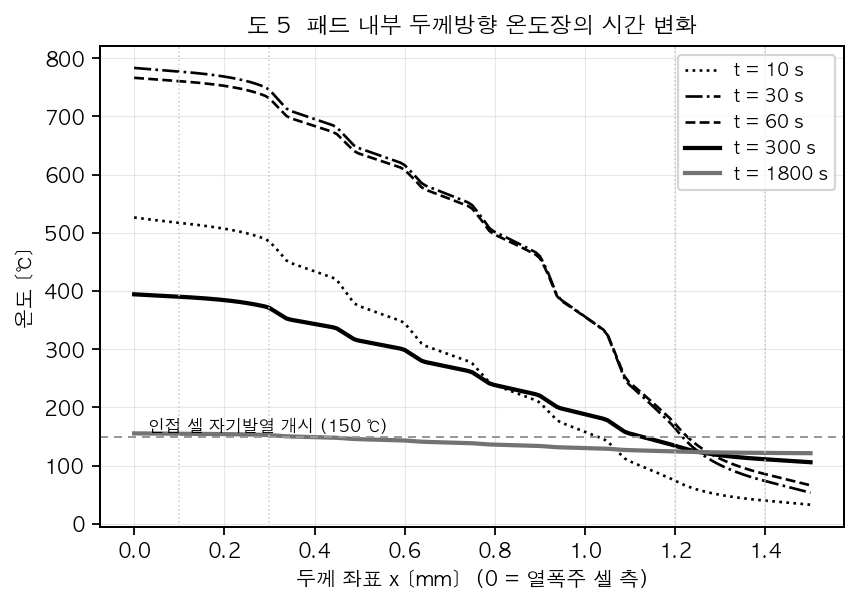 도 5 패드 내부 두께방향 온도장의 시간 변화
800
700
600
500
400
300
200
100
0
온도 [℃]
t = 10 s
t = 30 s
t = 60 s
t = 300 s
t = 1800 s
인접 셀 자기발열 개시 (150 ℃)
0.0 0.2 0.4 0.6 0.8 1.0 1.2 1.4
두께 좌표 x [mm] (0 = 열폭주 셀 측)